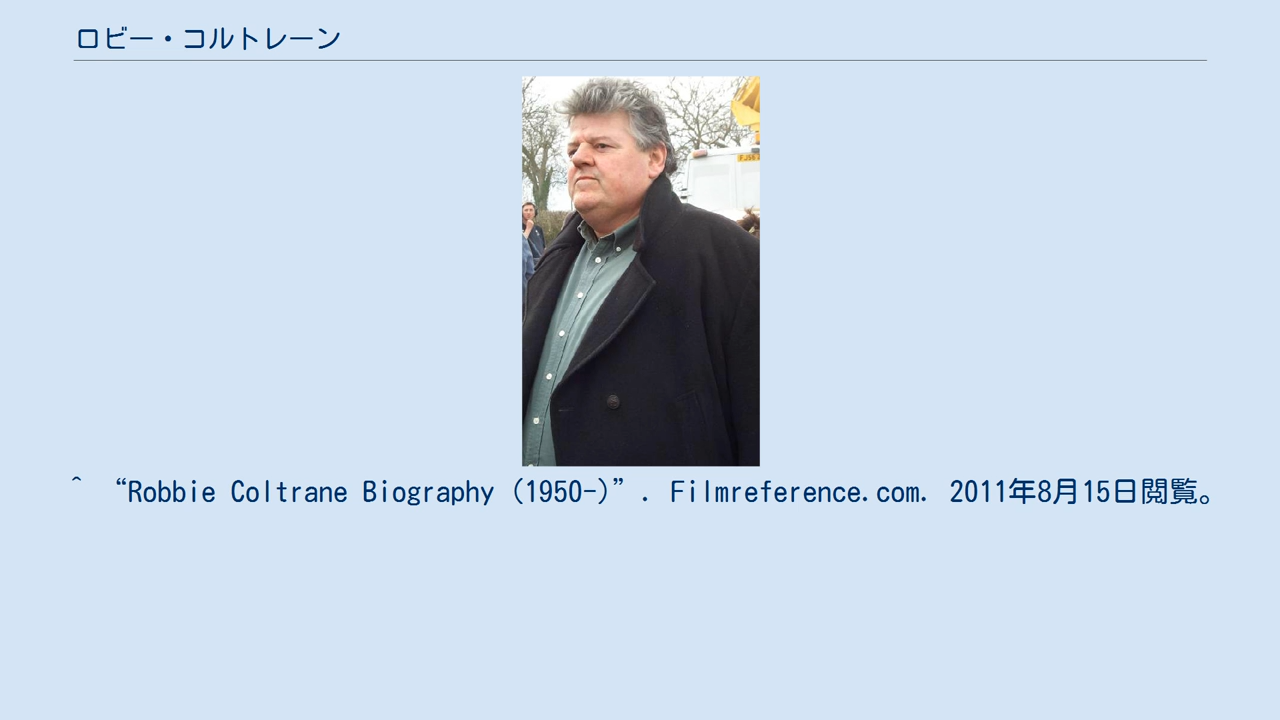 ロビー・コルトレーン
^ “Robbie Coltrane Biography (1950-)”. Filmreference.com. 2011年8月15日閲覧。